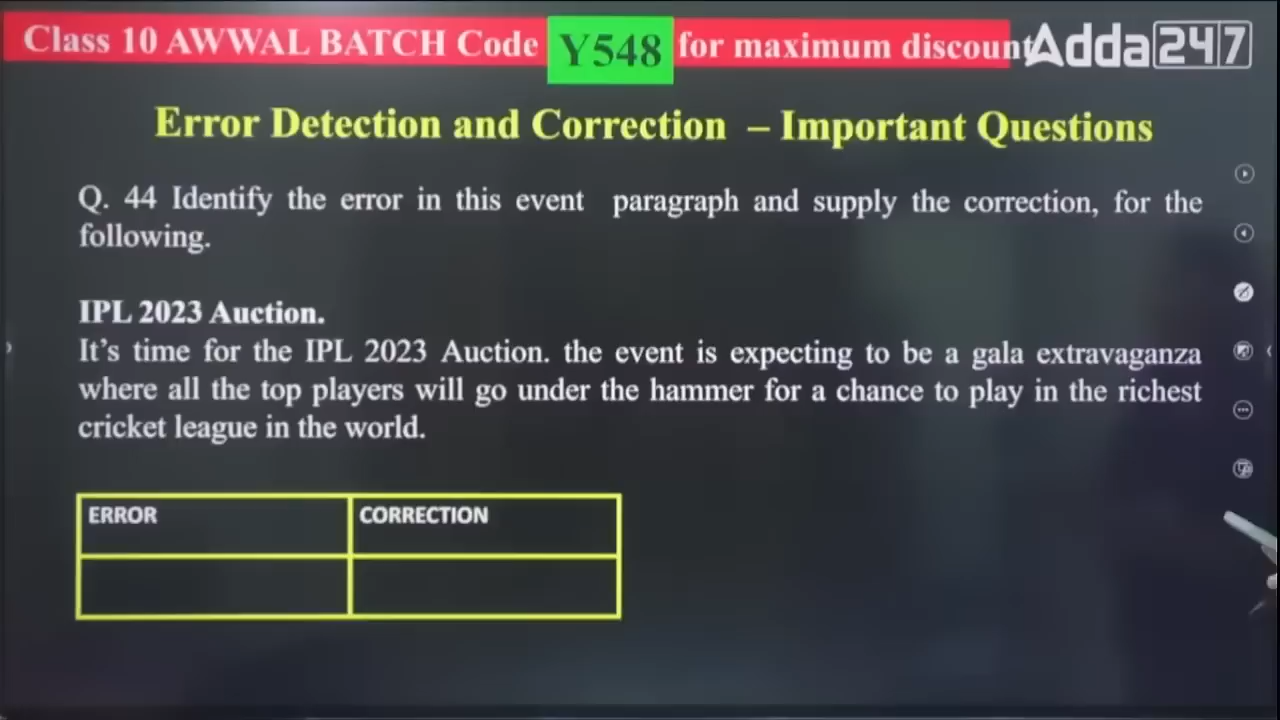 Class 10 AWWAL BATCH Code Y548 for maximum discount
Adda247
Error Detection and Correction – Important Questions
Q. 44 Identify the error in this event paragraph and supply the correction, for the
following.
IPL 2023 Auction.
It's time for the IPL 2023 Auction. the event is expecting to be a gala extravaganza
where all the top players will go under the hammer for a chance to play in the richest
cricket league in the world.
ERROR
CORRECTION